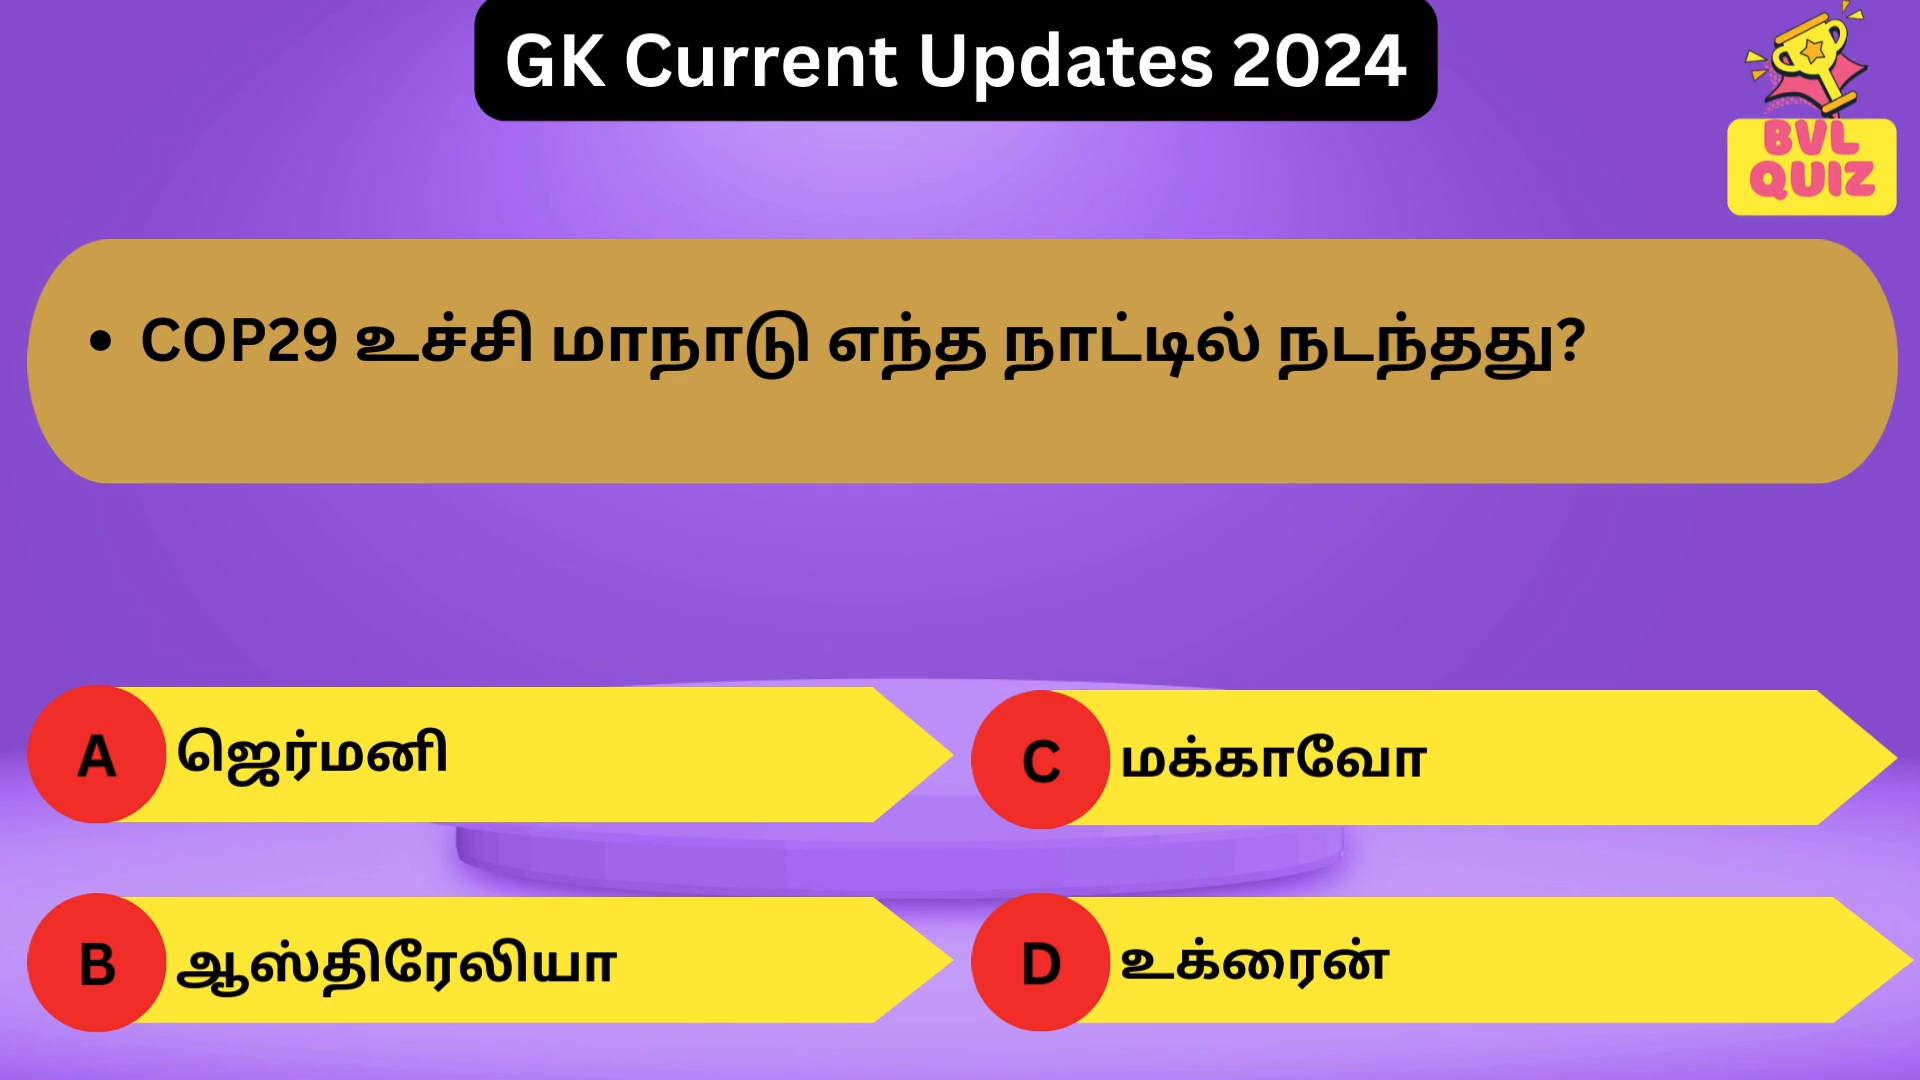 GK Current Updates 2024
BVL
QUIZ
• COP29 உச்சி மாநாடு எந்த நாட்டில் நடந்தது?
A ஜெர்மனி
B ஆஸ்திரேலியா
C மக்காவோ
D உக்ரைன்